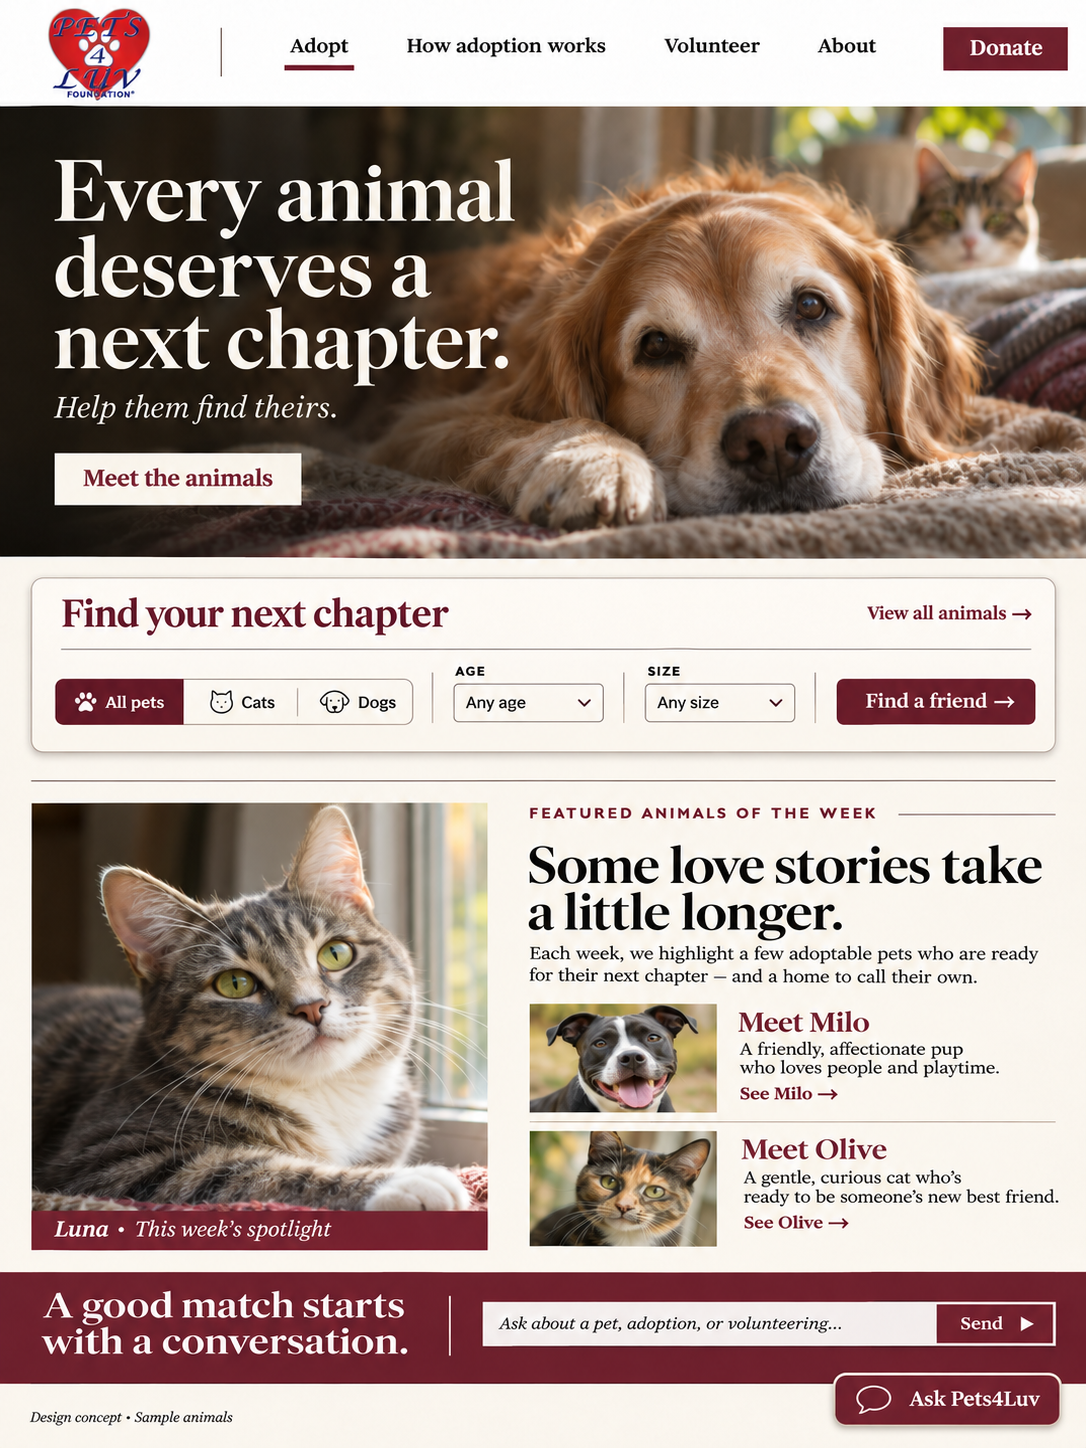 PETS
4
LUV
FOUNDATION®
Adopt
How adoption works
Volunteer
About
Donate
Every animal
deserves a
next chapter.
Help them find theirs.
Meet the animals
Find your next chapter
View all animals →
All pets
Cats
Dogs
AGE
Any age
SIZE
Any size
Find a friend →
FEATURED ANIMALS OF THE WEEK
Some love stories take
a little longer.
Each week, we highlight a few adoptable pets who are ready
for their next chapter — and a home to call their own.
Meet Milo
A friendly, affectionate pup
who loves people and playtime.
See Milo →
Meet Olive
A gentle, curious cat who's
ready to be someone's new best friend.
See Olive →
Luna • This week's spotlight
A good match starts
with a conversation.
Ask about a pet, adoption, or volunteering...
Send
Ask Pets4Luv
Design concept • Sample animals